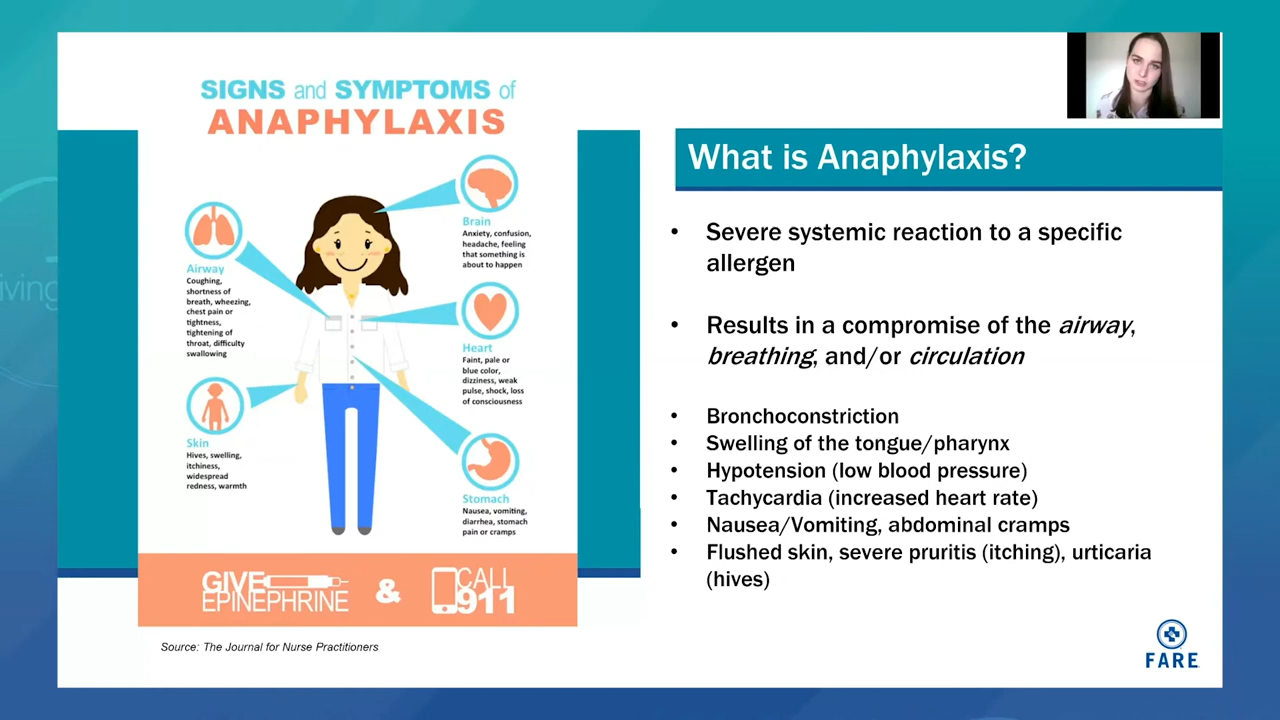 SIGNS and SYMPTOMS of
ANAPHYLAXIS
Brain
Anxiety, confusion,
headache, feeling
that something is
about to happen
Airway
Coughing,
shortness of
breath, wheezing,
chest pain or
tightness,
tightening of
throat, difficulty
swallowing
Heart
Faint, pale or
blue color,
dizziness, weak
pulse, shock, loss
of consciousness
Skin
Hives, swelling,
itchiness,
widespread
redness, warmth
Stomach
Nausea, vomiting,
diarrhea, stomach
pain or cramps
GIVE
EPINEPHRINE
&
CALL
911
Source: The Journal for Nurse Practitioners
What is Anaphylaxis?
• Severe systemic reaction to a specific
allergen
• Results in a compromise of the airway,
breathing, and/or circulation
• Bronchoconstriction
• Swelling of the tongue/pharynx
• Hypotension (low blood pressure)
• Tachycardia (increased heart rate)
• Nausea/Vomiting, abdominal cramps
• Flushed skin, severe pruritis (itching), urticaria
(hives)
FARE